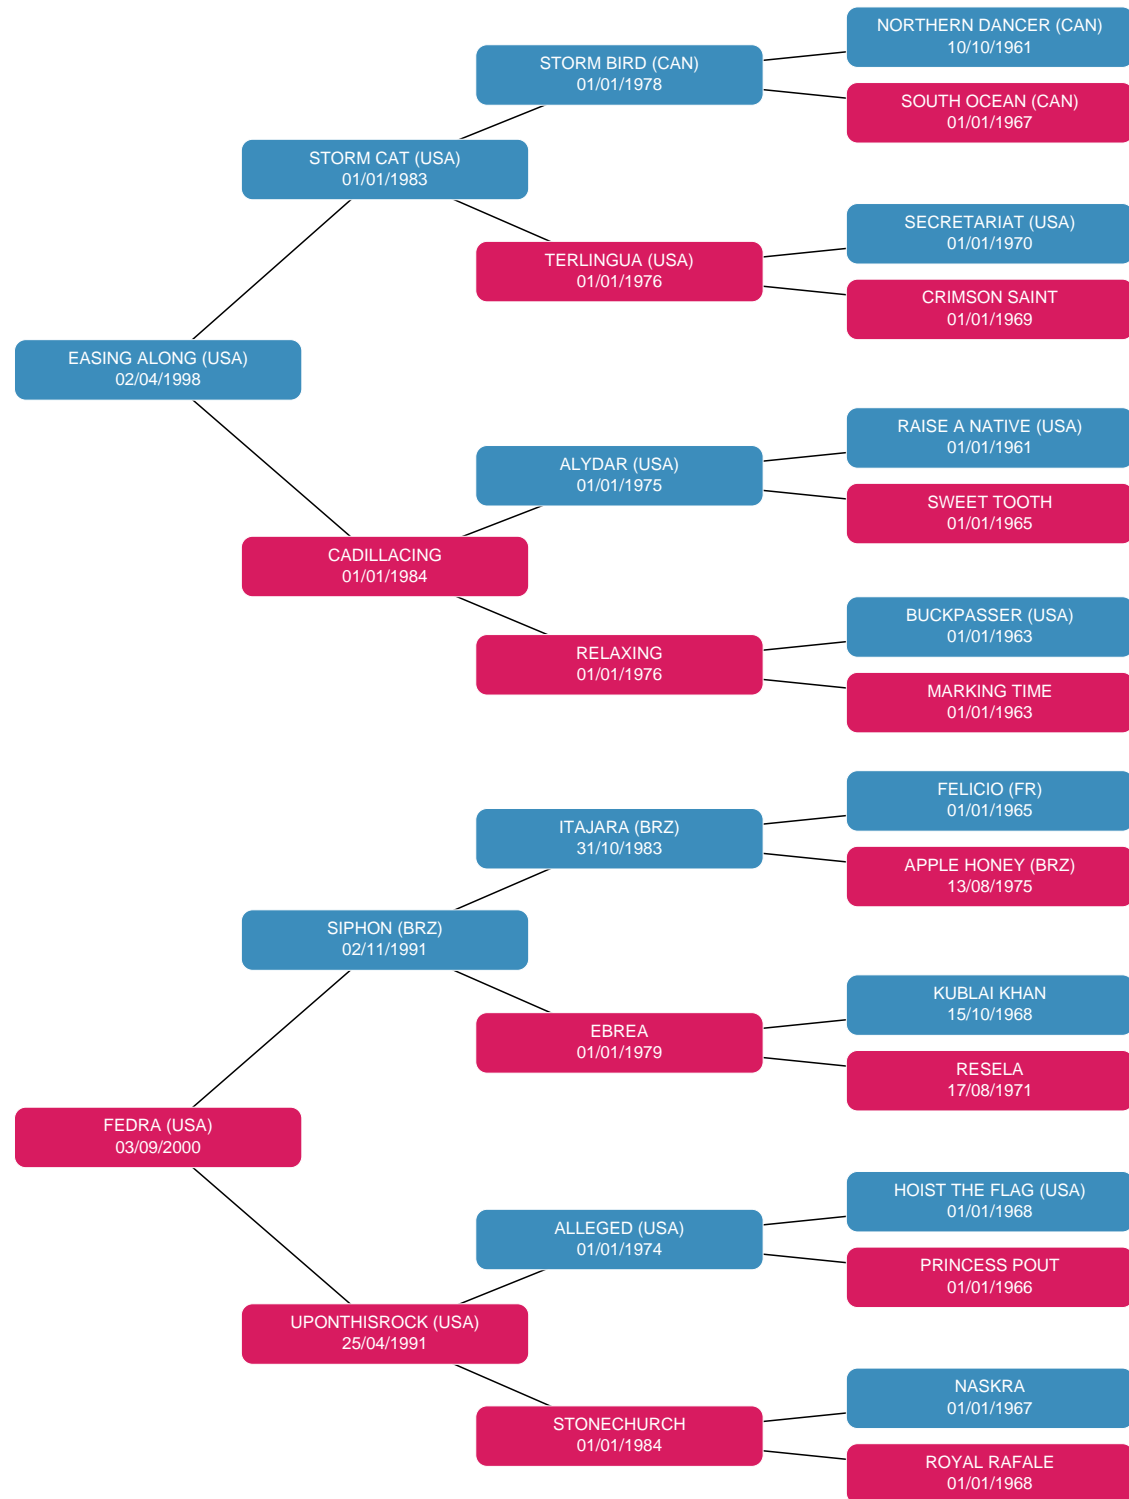 NORTHERN DANCER (CAN)
10/10/1961
STORM BIRD (CAN)
01/01/1978
SOUTH OCEAN (CAN)
01/01/1967
STORM CAT (USA)
01/01/1983
SECRETARIAT (USA)
01/01/1970
TERLINGUA (USA)
01/01/1976
CRIMSON SAINT
01/01/1969
EASING ALONG (USA)
02/04/1998
RAISE A NATIVE (USA)
01/01/1961
ALYDAR (USA)
01/01/1975
SWEET TOOTH
01/01/1965
CADILLACING
01/01/1984
BUCKPASSER (USA)
01/01/1963
RELAXING
01/01/1976
MARKING TIME
01/01/1963
FELICIO (FR)
01/01/1965
ITAJARA (BRZ)
31/10/1983
APPLE HONEY (BRZ)
13/08/1975
SIPHON (BRZ)
02/11/1991
KUBLAI KHAN
15/10/1968
EBREA
01/01/1979
RESELA
17/08/1971
FEDRA (USA)
03/09/2000
HOIST THE FLAG (USA)
01/01/1968
ALLEGED (USA)
01/01/1974
PRINCESS POUT
01/01/1966
UPONTHISROCK (USA)
25/04/1991
NASKRA
01/01/1967
STONECHURCH
01/01/1984
ROYAL RAFALE
01/01/1968